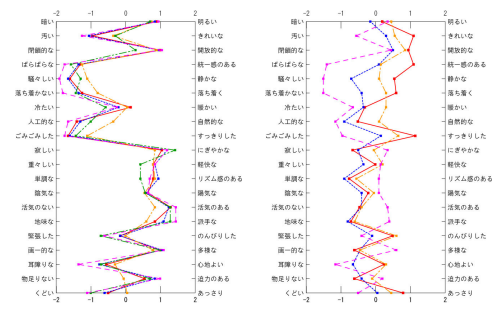 -2 -1 0 1 2
暗い 明るい
汚い きれいな
閉鎖的な 開放的な
ばらばらな 統一感のある
騒々しい 静かな
落ち着かない 落ち着く
冷たい 暖かい
人工的な 自然的な
ごみごみした すっきりした
寂しい にぎやかな
重々しい 軽快な
単調な リズム感のある
陰気な 陽気な
活気のない 活気のある
地味な 派手な
緊張した のんびりした
画一的な 多様な
耳障りな 心地よい
物足りない 迫力のある
くどい あっさり
-2 -1 0 1 2
-2 -1 0 1 2
暗い 明るい
汚い きれいな
閉鎖的な 開放的な
ばらばらな 統一感のある
騒々しい 静かな
落ち着かない 落ち着く
冷たい 暖かい
人工的な 自然的な
ごみごみした すっきりした
寂しい にぎやかな
重々しい 軽快な
単調な リズム感のある
陰気な 陽気な
活気のない 活気のある
地味な 派手な
緊張した のんびりした
画一的な 多様な
耳障りな 心地よい
物足りない 迫力のある
くどい あっさり
-2 -1 0 1 2